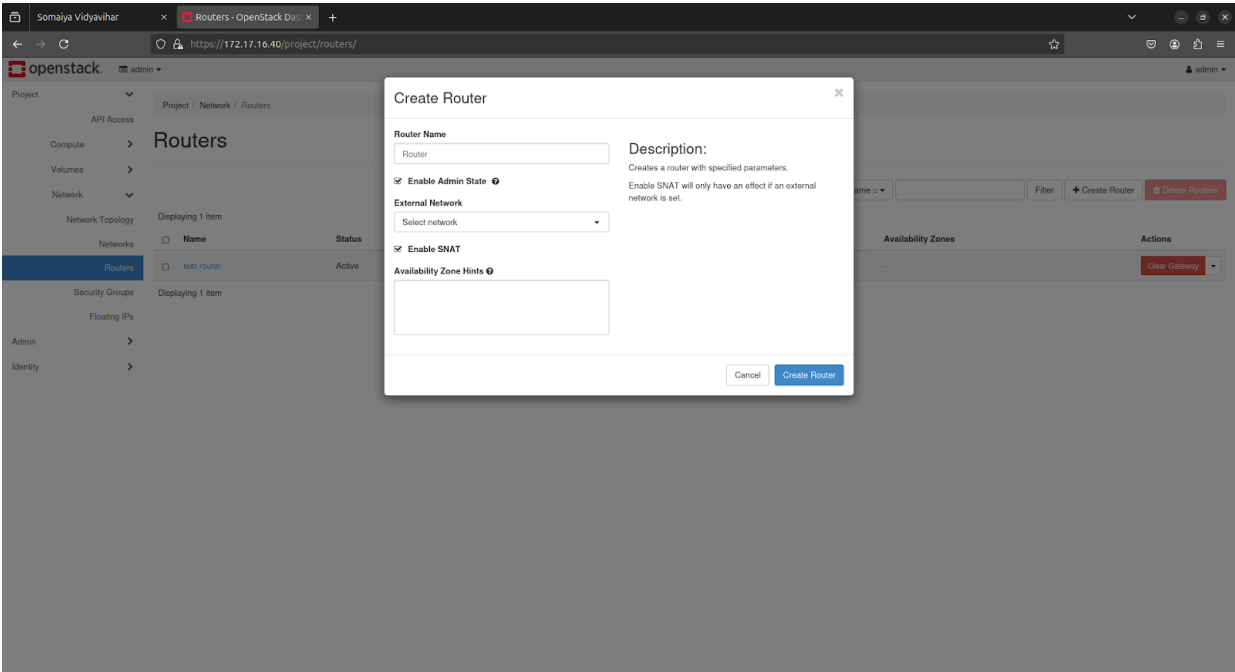 Somaiya Vidyavihar
Routers - OpenStack Das
https://172.17.16.40/project/routers/
openstack.
admin
admin
Project
API Access
Compute
Volumes
Network
Network Topology
Networks
Routers
Security Groups
Floating IPs
Admin
Identity
Project / Network / Routers
Routers
ame =
Filter
+ Create Router
Delete Routers
Displaying 1 item
Name
Status
Availability Zones
Actions
test-router
Active
-
Clear Gateway
Displaying 1 item
Create Router
Router Name
Router
Enable Admin State
External Network
Select network
Enable SNAT
Availability Zone Hints
Description:
Creates a router with specified parameters.
Enable SNAT will only have an effect if an external
network is set.
Cancel
Create Router